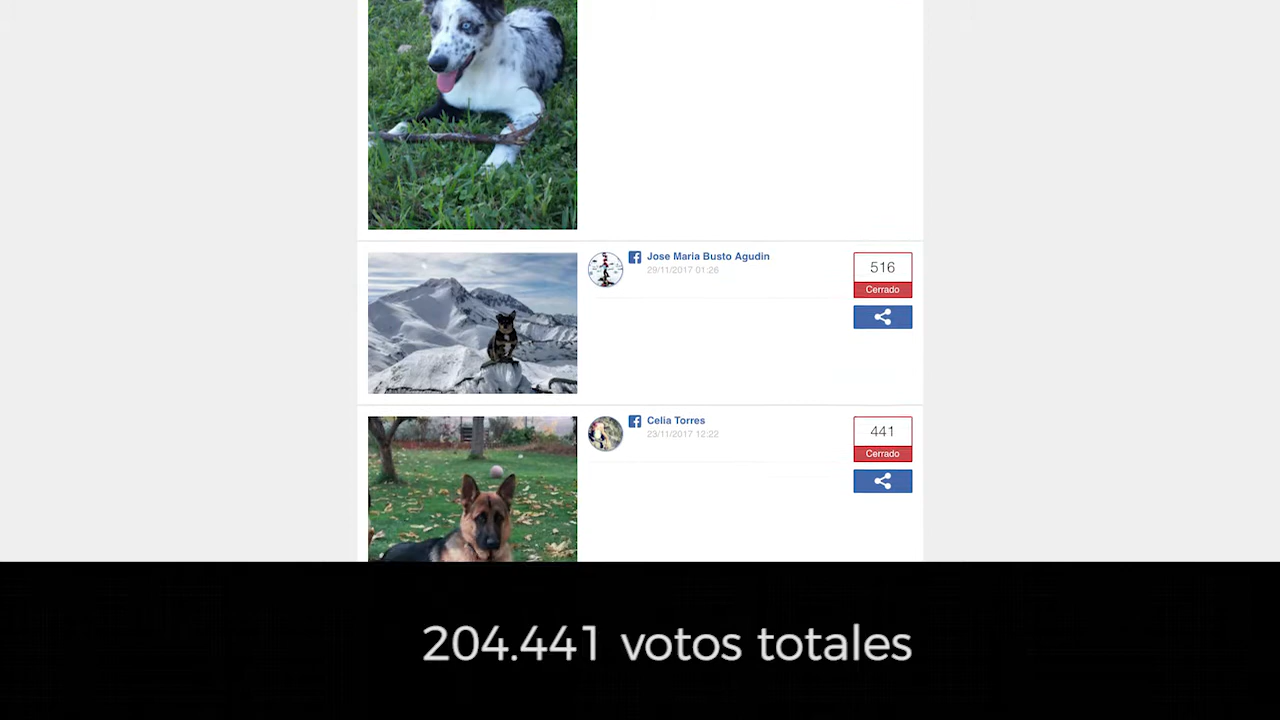 Jose Maria Busto Agudin
29/11/2017 01:26
516
Cerrado
Celia Torres
23/11/2017 12:22
441
Cerrado
204.441 votos totales